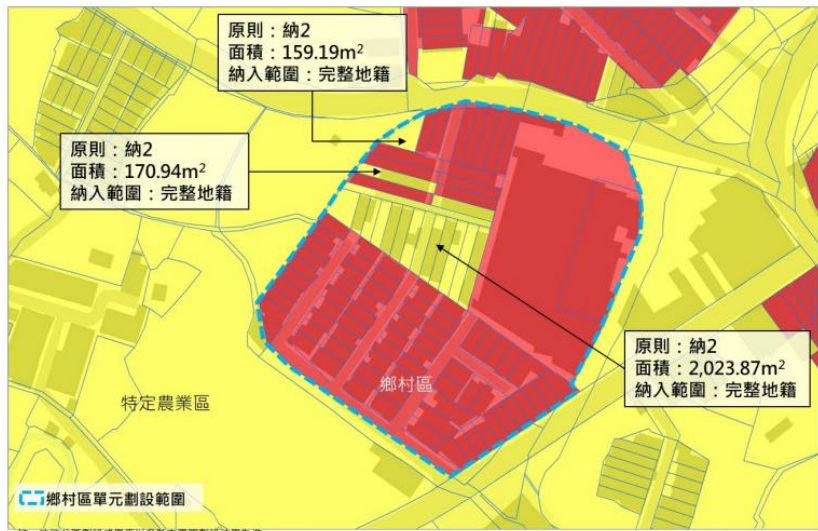 原則：納2
面積：159.19m²
納入範圍：完整地籍
原則：納2
面積：170.94m²
納入範圍：完整地籍
原則：納2
面積：2,023.87m²
納入範圍：完整地籍
鄉村區
特定農業區
鄉村區單元劃設範圍